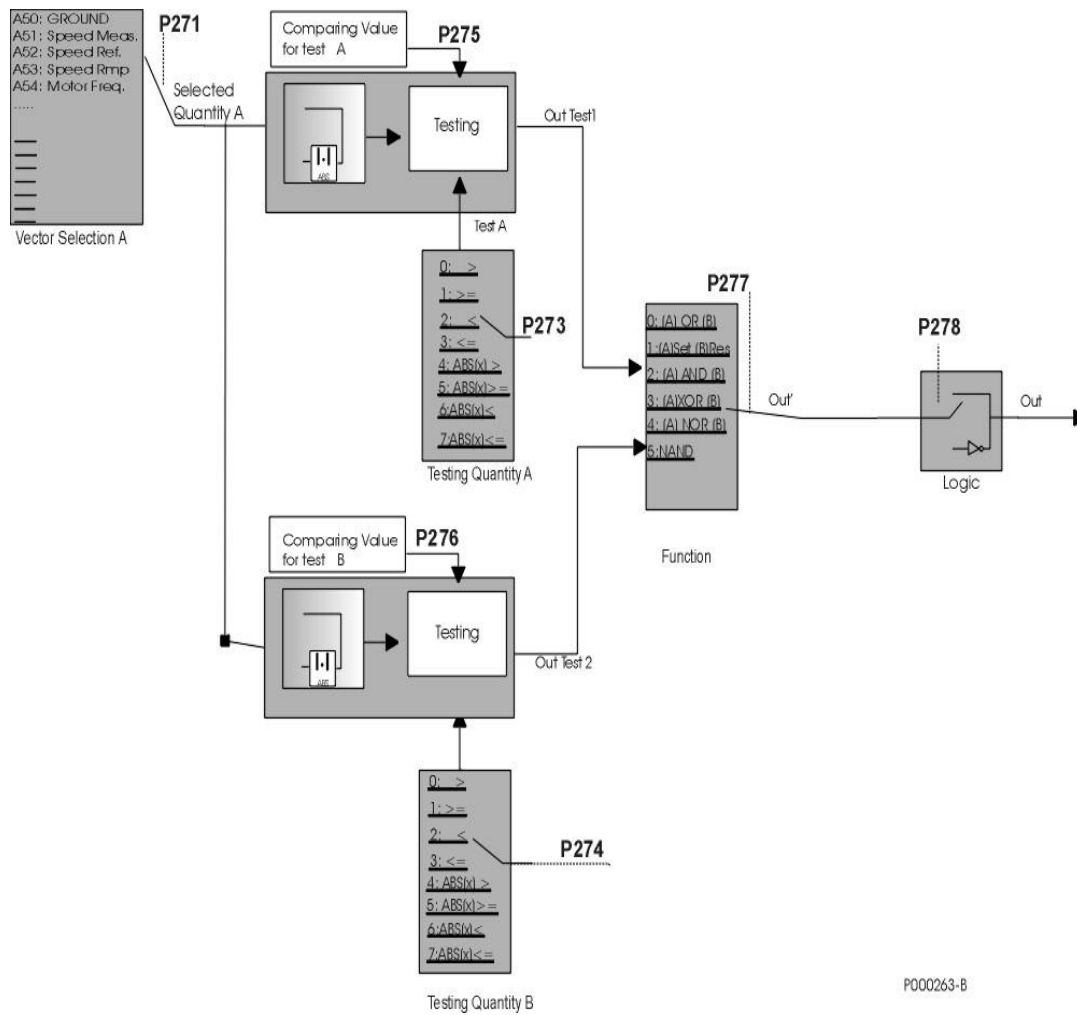 A50: GROUND
A51: Speed Meas.
A52: Speed Ref.
A53: Speed Rmp
A54: Motor Freq.
.....
Vector Selection A
P271
Selected
Quantity A
Comparing Value
for test A
P275
|·|
ABS
Testing
Out Test1
Test A
0: >
1: >=
2: <
3: <=
4: ABS(x) >
5: ABS(x)>=
6:ABS(x)<
7:ABS(x)<=
P273
Testing Quantity A
Comparing Value
for test B
P276
|·|
ABS
Testing
Out Test 2
0: >
1: >=
2: <
3: <=
4: ABS(x) >
5: ABS(x)>=
6:ABS(x)<
7:ABS(x)<=
P274
Testing Quantity B
0: (A) OR (B)
1:(A)Set (B)Res
2: (A) AND (B)
3: (A)XOR (B)
4: (A) NOR (B)
5:NAND
Function
P277
Out'
P278
Logic
Out
P000263-B